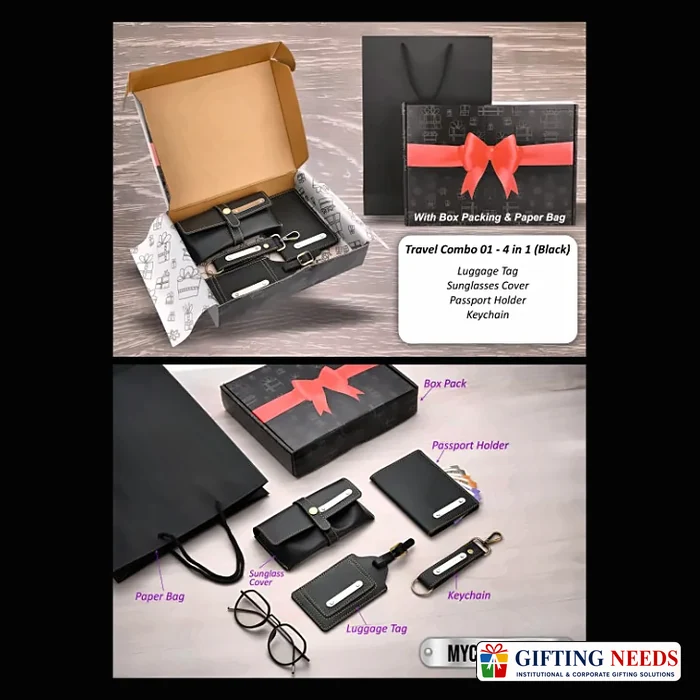 With Box Packing & Paper Bag
Travel Combo 01 - 4 in 1 (Black)
Luggage Tag
Sunglasses Cover
Passport Holder
Keychain
Box Pack
Passport Holder
Sunglass
Cover
Keychain
Paper Bag
Luggage Tag
GIFTING NEEDS
INSTITUTIONAL & CORPORATE GIFTING SOLUTIONS